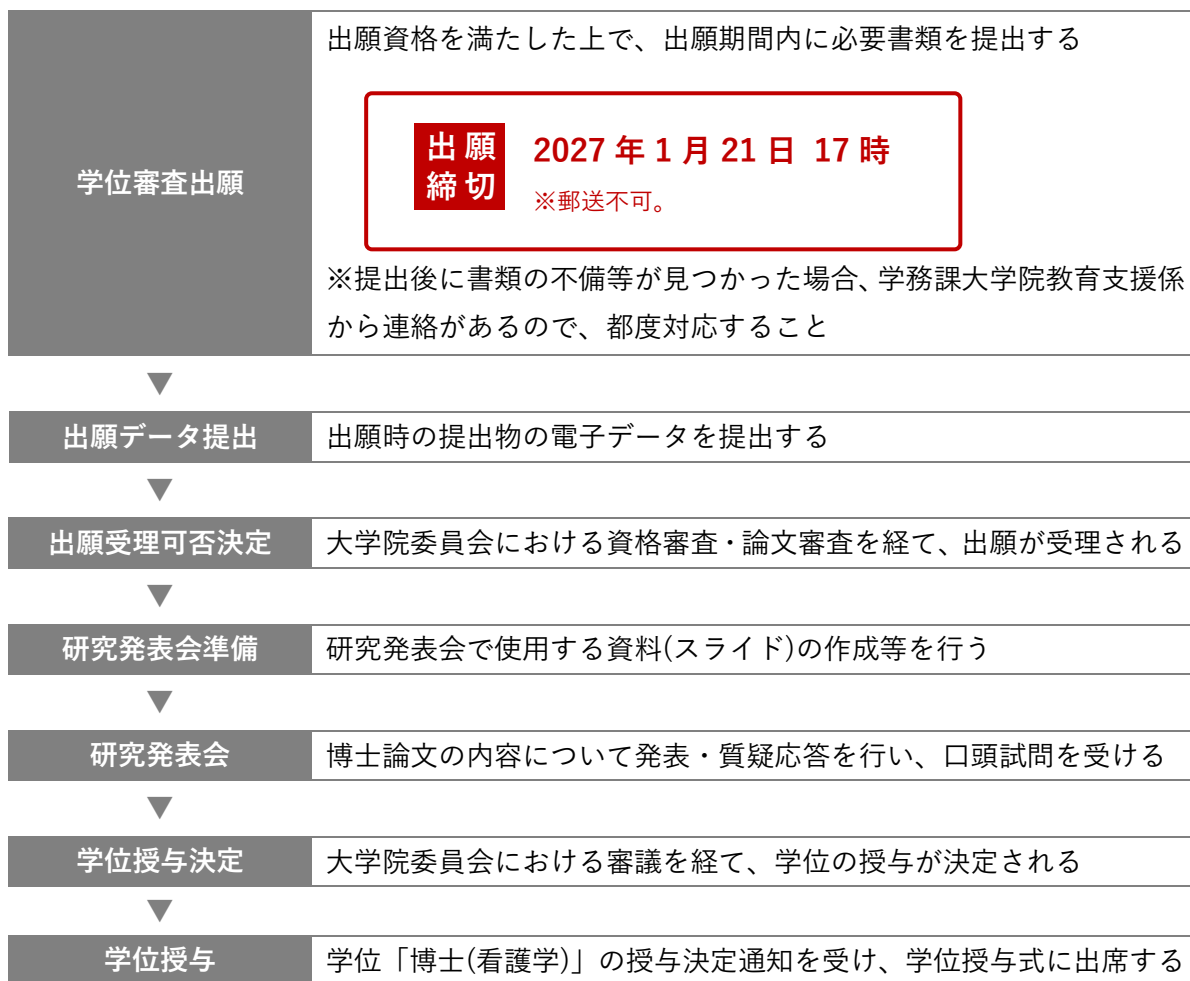 学位審査出願
出願資格を満たした上で、出願期間内に必要書類を提出する
出願
締切
2027 年 1 月 21 日 17 時
※郵送不可。
※提出後に書類の不備等が見つかった場合、学務課大学院教育支援係
から連絡があるので、都度対応すること
▼
出願データ提出
出願時の提出物の電子データを提出する
▼
出願受理可否決定
大学院委員会における資格審査・論文審査を経て、出願が受理される
▼
研究発表会準備
研究発表会で使用する資料(スライド)の作成等を行う
▼
研究発表会
博士論文の内容について発表・質疑応答を行い、口頭試問を受ける
▼
学位授与決定
大学院委員会における審議を経て、学位の授与が決定される
▼
学位授与
学位「博士(看護学)」の授与決定通知を受け、学位授与式に出席する